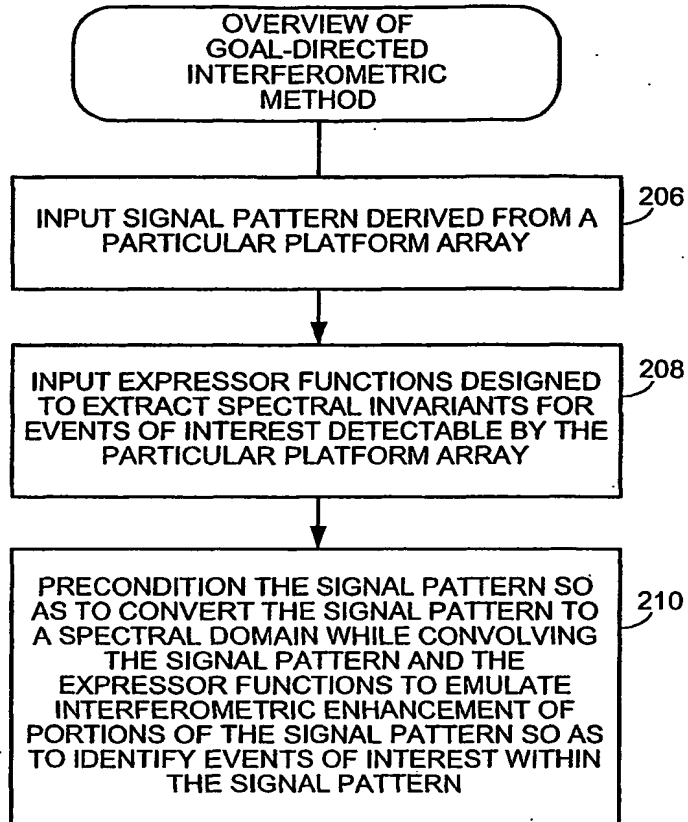 OVERVIEW OF
GOAL-DIRECTED
INTERFEROMETRIC
METHOD
206
INPUT SIGNAL PATTERN DERIVED FROM A
PARTICULAR PLATFORM ARRAY
208
INPUT EXPRESSOR FUNCTIONS DESIGNED
TO EXTRACT SPECTRAL INVARIANTS FOR
EVENTS OF INTEREST DETECTABLE BY THE
PARTICULAR PLATFORM ARRAY
210
PRECONDITION THE SIGNAL PATTERN SO
AS TO CONVERT THE SIGNAL PATTERN TO
A SPECTRAL DOMAIN WHILE CONVOLVING
THE SIGNAL PATTERN AND THE
EXPRESSOR FUNCTIONS TO EMULATE
INTERFEROMETRIC ENHANCEMENT OF
PORTIONS OF THE SIGNAL PATTERN SO AS
TO IDENTIFY EVENTS OF INTEREST WITHIN
THE SIGNAL PATTERN